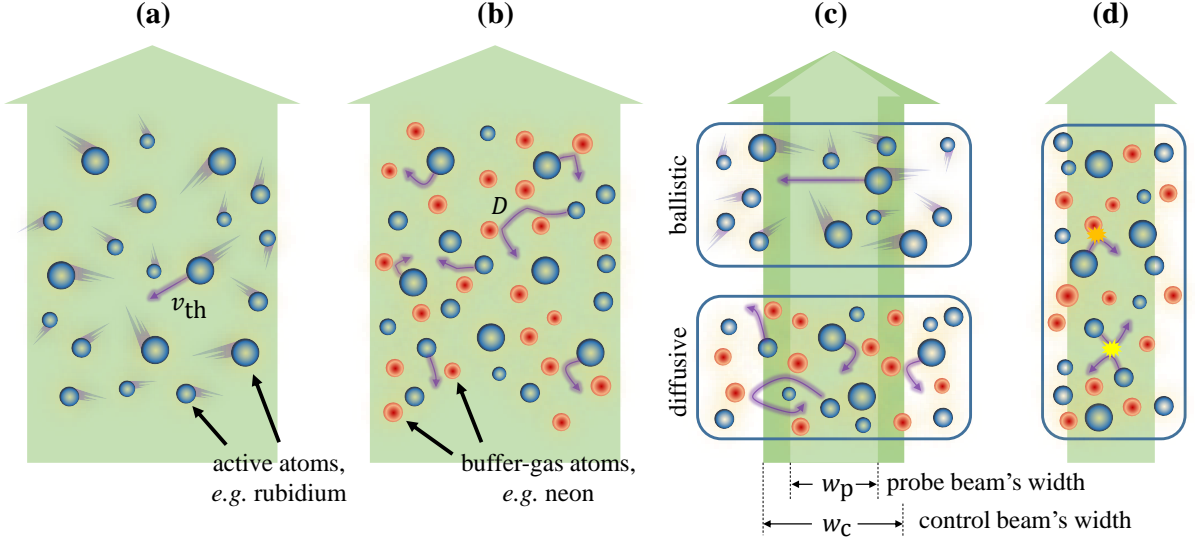 (a)
(b)
(c)
(d)
v_th
D
ballistic
diffusive
active atoms,
e.g. rubidium
buffer-gas atoms,
e.g. neon
w_p probe beam's width
w_c control beam's width